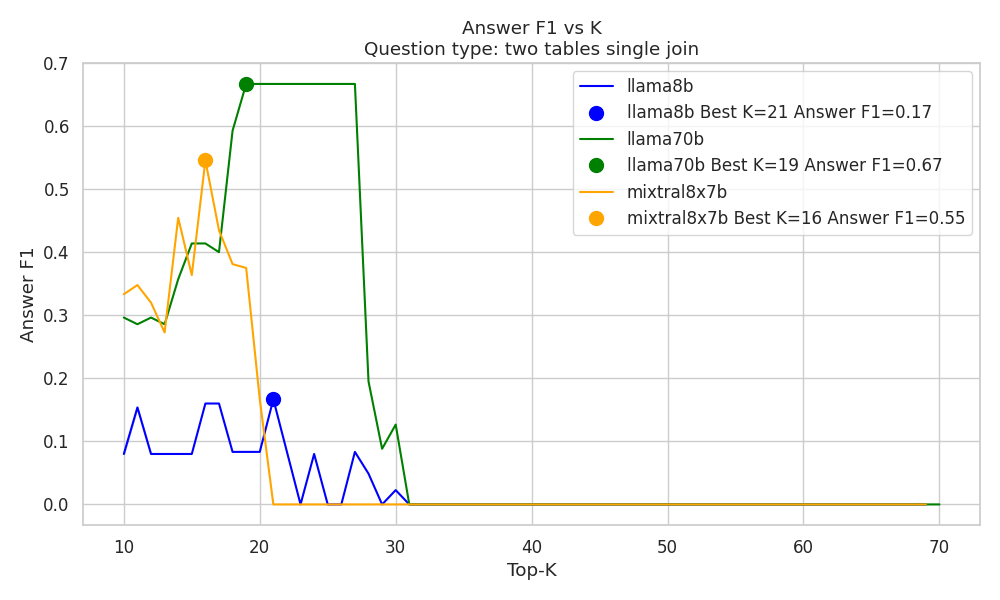 Answer F1 vs K
Question type: two tables single join
Answer F1
0.7
0.6
0.5
0.4
0.3
0.2
0.1
0.0
llama8b
llama8b Best K=21 Answer F1=0.17
llama70b
llama70b Best K=19 Answer F1=0.67
mixtral8x7b
mixtral8x7b Best K=16 Answer F1=0.55
10 20 30 40 50 60 70
Top-K